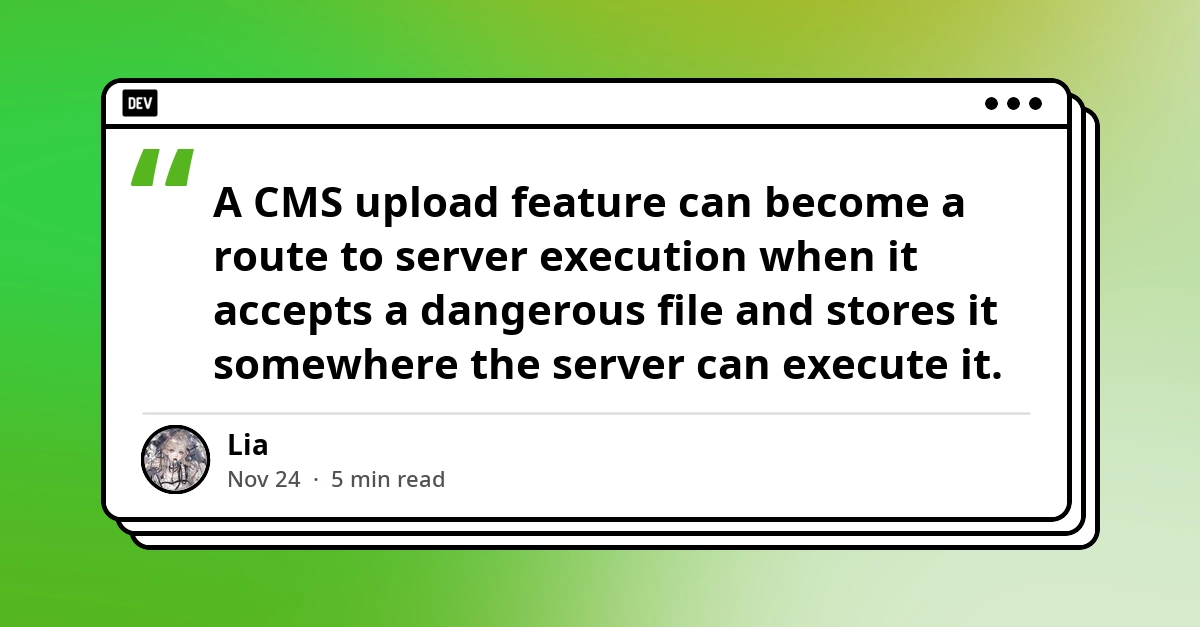 DEV
A CMS upload feature can become a
route to server execution when it
accepts a dangerous file and stores it
somewhere the server can execute it.
Lia
Nov 24 · 5 min read